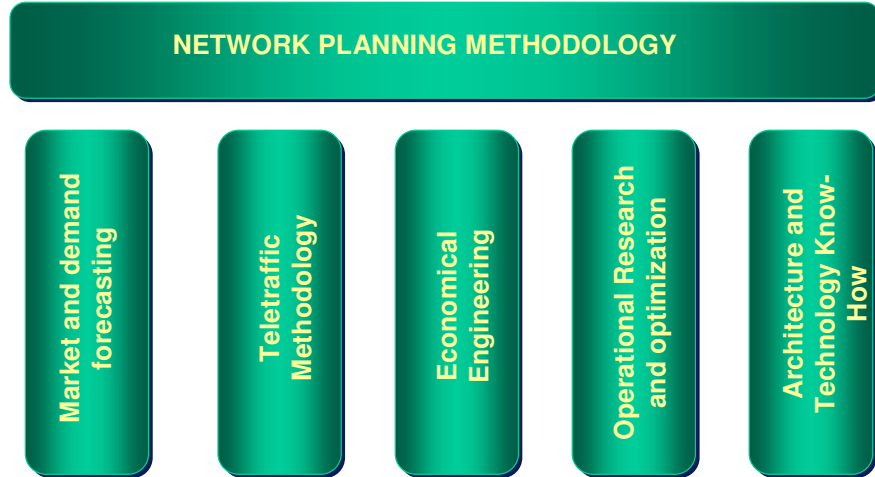 NETWORK PLANNING METHODOLOGY
Market and demand
forecasting
Teletraffic
Methodology
Economical
Engineering
Operational Research
and optimization
Architecture and
Technology Know-
How